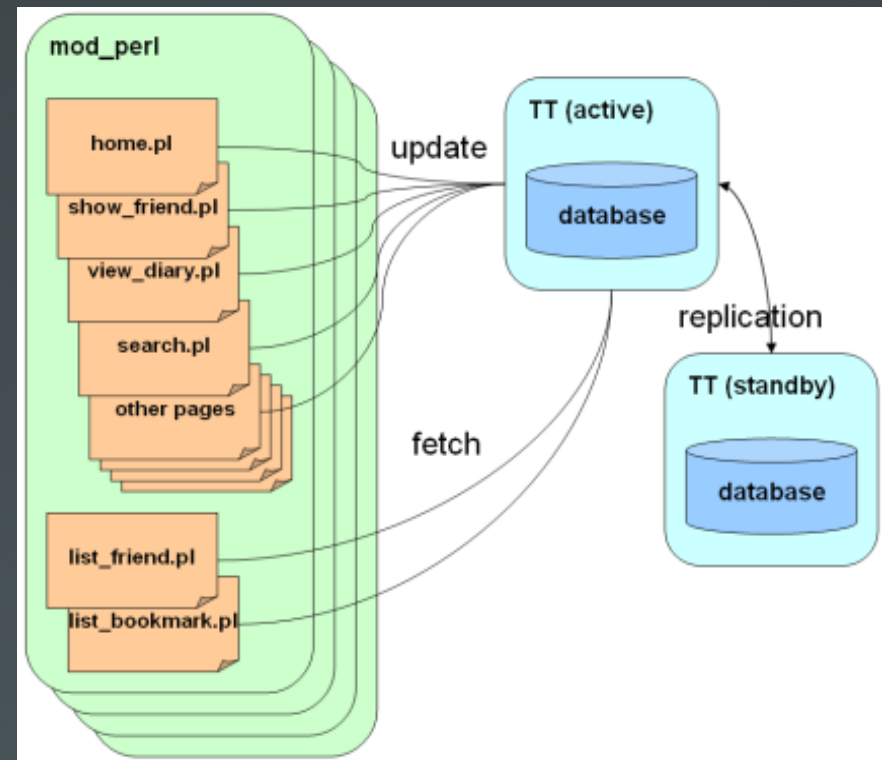 mod_perl
home.pl
show_friend.pl
view_diary.pl
search.pl
other pages
list_friend.pl
list_bookmark.pl
update
fetch
TT (active)
database
replication
TT (standby)
database